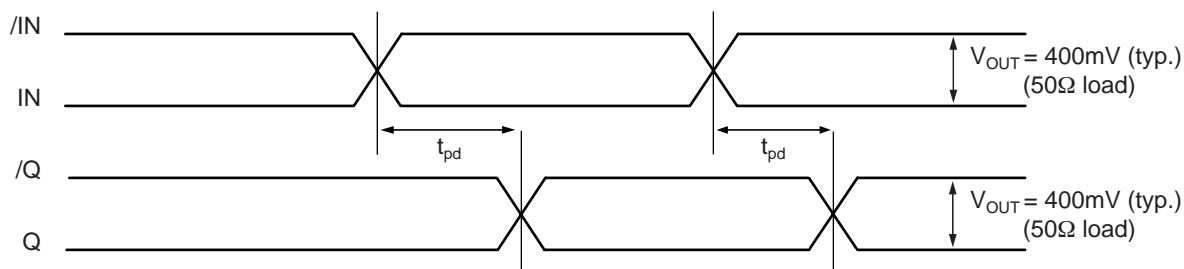 /IN
IN
V_OUT = 400mV (typ.)
(50Ω load)
t_pd
t_pd
/Q
Q
V_OUT = 400mV (typ.)
(50Ω load)